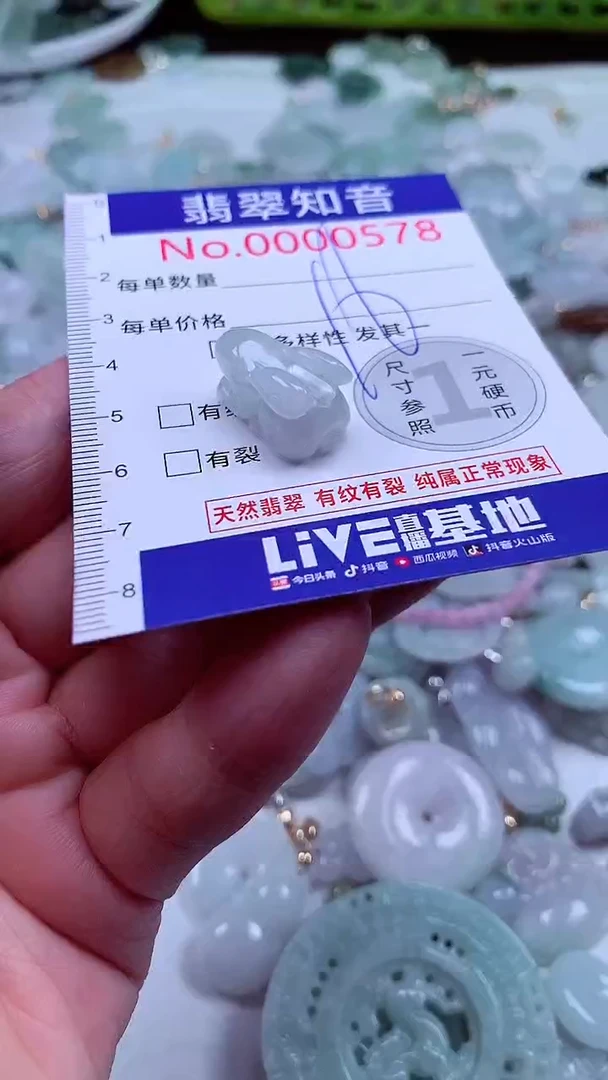 翡翠知音
No.0000578
每单数量
每单价格
多样性 发其一
有纹
有裂
尺寸参照
1
一元硬币
天然翡翠 有纹有裂 纯属正常现象
LiVE直播基地
今日头条 抖音 西瓜视频 抖音火山版
0
1
2
3
4
5
6
7
8